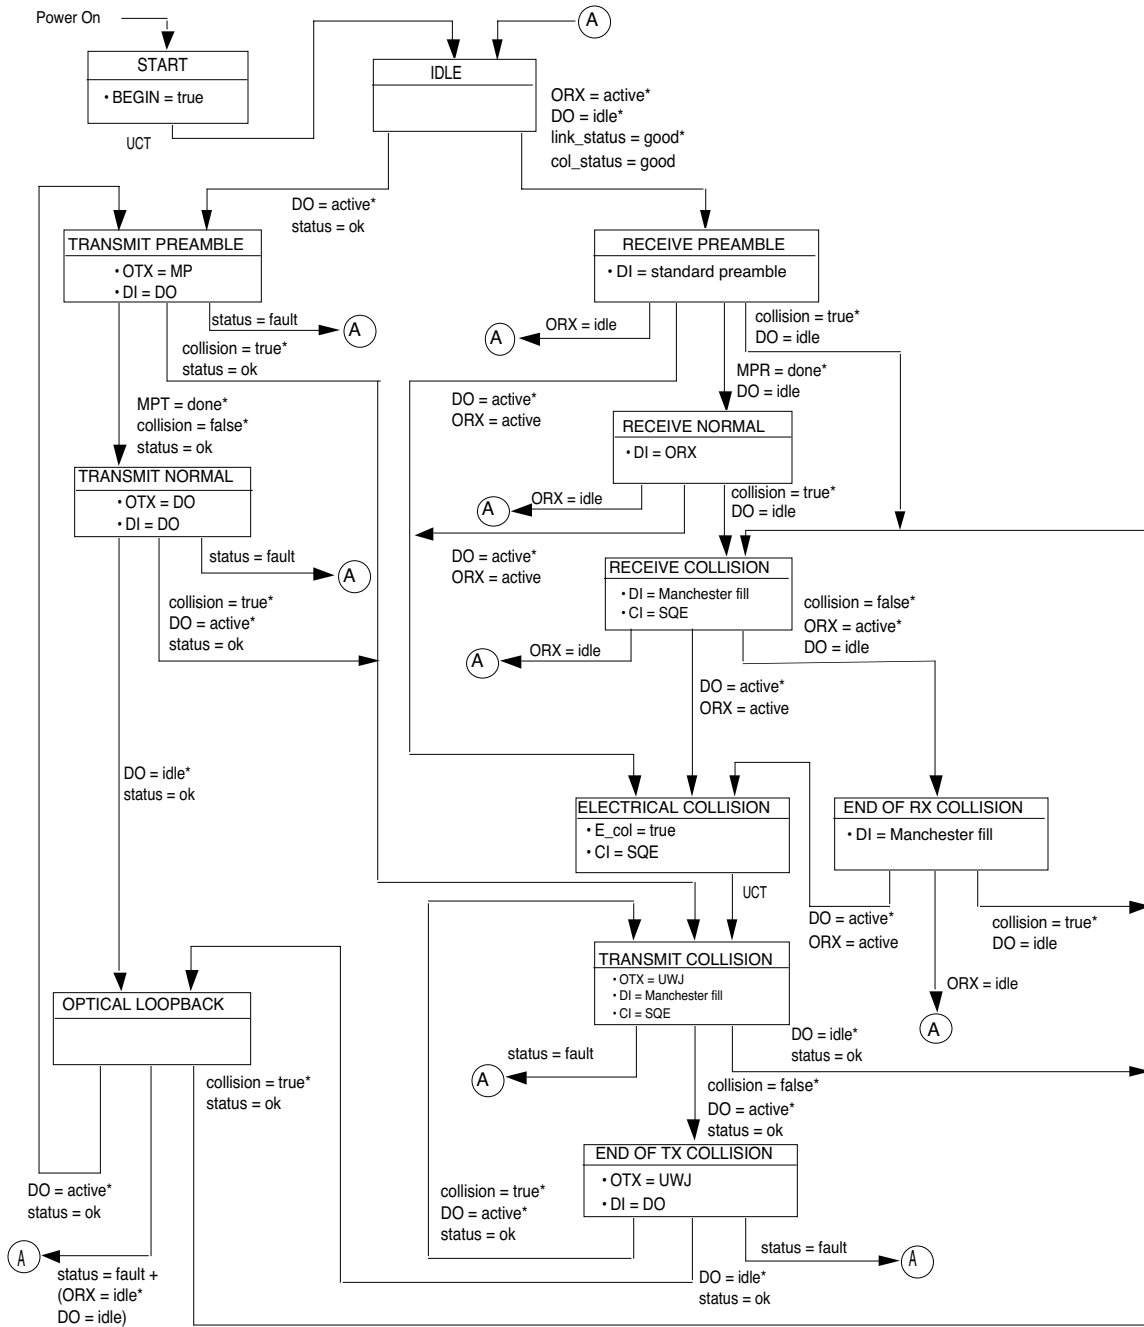 Power On
A
START
• BEGIN = true
UCT
IDLE
ORX = active*
DO = idle*
link_status = good*
col_status = good
DO = active*
status = ok
TRANSMIT PREAMBLE
• OTX = MP
• DI = DO
status = fault
A
collision = true*
status = ok
RECEIVE PREAMBLE
• DI = standard preamble
ORX = idle
A
collision = true*
DO = idle
MPR = done*
DO = idle
DO = active*
ORX = active
MPT = done*
collision = false*
status = ok
RECEIVE NORMAL
• DI = ORX
ORX = idle
A
collision = true*
DO = idle
DO = active*
ORX = active
TRANSMIT NORMAL
• OTX = DO
• DI = DO
status = fault
A
collision = true*
DO = active*
status = ok
RECEIVE COLLISION
• DI = Manchester fill
• CI = SQE
ORX = idle
A
collision = false*
ORX = active*
DO = idle
DO = active*
ORX = active
DO = idle*
status = ok
ELECTRICAL COLLISION
• E_col = true
• CI = SQE
UCT
END OF RX COLLISION
• DI = Manchester fill
DO = active*
ORX = active
collision = true*
DO = idle
ORX = idle
A
TRANSMIT COLLISION
• OTX = UWJ
• DI = Manchester fill
• CI = SQE
status = fault
A
DO = idle*
status = ok
collision = false*
DO = active*
status = ok
OPTICAL LOOPBACK
collision = true*
status = ok
DO = active*
status = ok
A
status = fault +
(ORX = idle*
DO = idle)
END OF TX COLLISION
• OTX = UWJ
• DI = DO
collision = true*
DO = active*
status = ok
status = fault
A
DO = idle*
status = ok